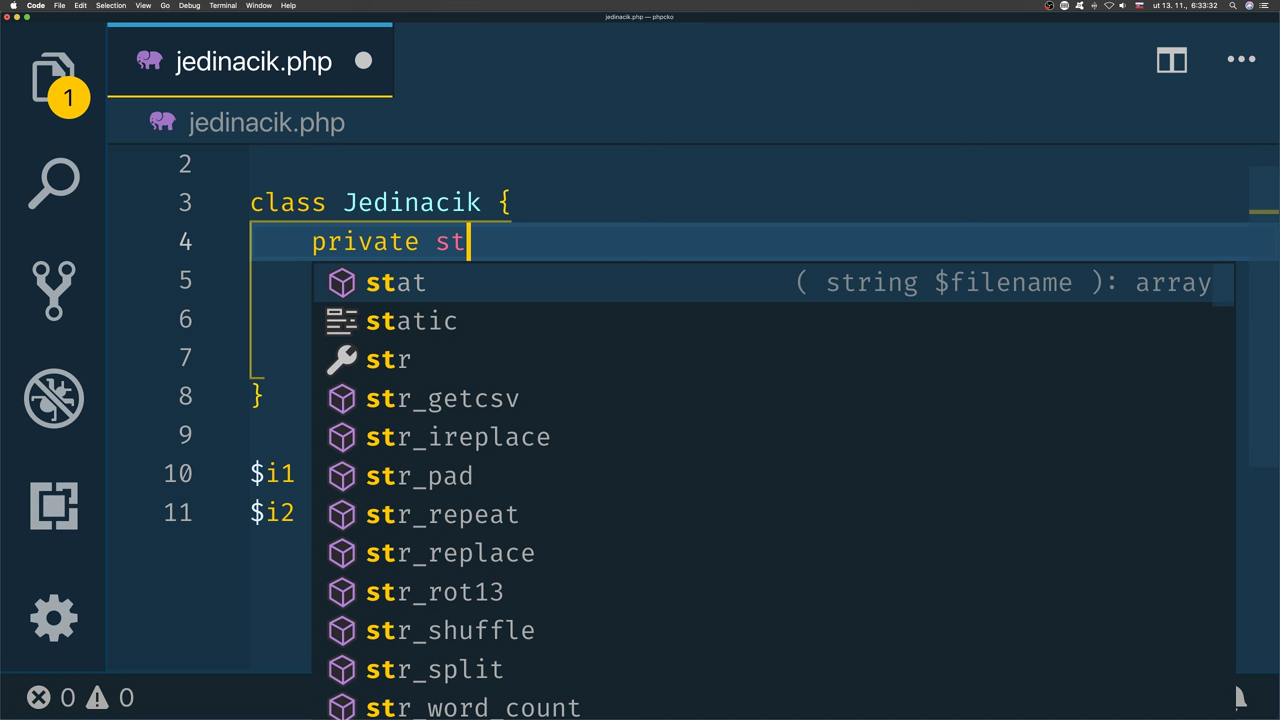 Code File Edit Selection View Go Debug Terminal Window Help ut 13. 11., 6:33:32
jedinacik.php — phpcko
jedinacik.php
1
jedinacik.php
2
3 class Jedinacik {
4 private st
5 stat ( string $filename ): array
6 static
7 str
8 } str_getcsv
9 str_ireplace
10 $i1 str_pad
11 $i2 str_repeat
str_replace
str_rot13
str_shuffle
str_split
str_word_count
0 0